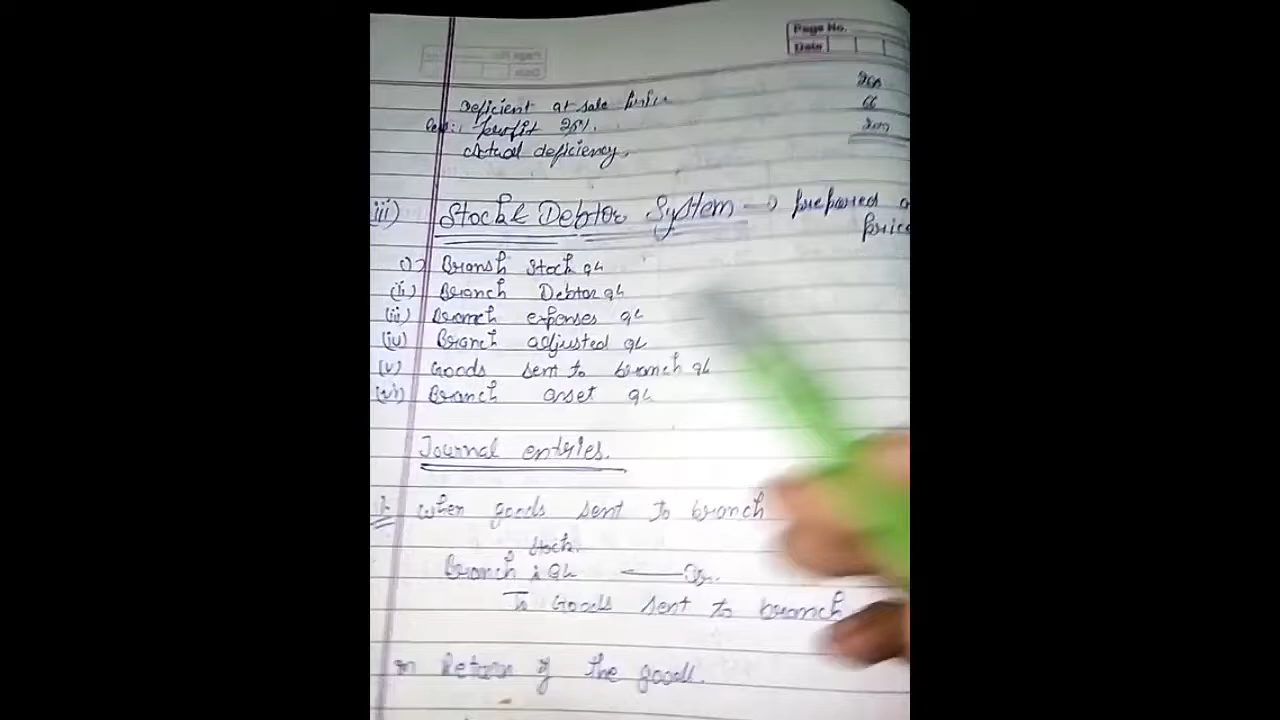 Page No.
Date
Deficient at sale price
profit 25%.
Actual deficiency.
iii) Stock & Debtor System → prepared
price
i) Bransh Stock a/c
(ii) Branch Debtor a/c
(iii) Branch expenses a/c
(iv) Branch adjusted a/c
(v) Goods sent to branch a/c
(vi) Branch asset a/c
Journal entries.
1. When goods sent to branch
Stock
Branch a/c Dr.
To Goods sent to branch
Return of the goods.